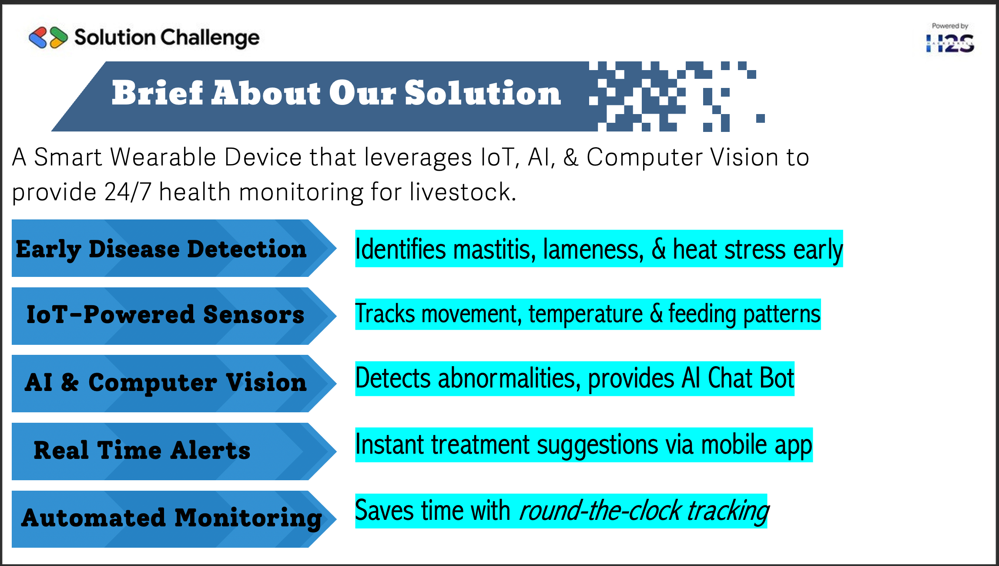 Solution Challenge
Powered by
H2S
HACK2SKILL
Brief About Our Solution
A Smart Wearable Device that leverages IoT, AI, & Computer Vision to
provide 24/7 health monitoring for livestock.
Early Disease Detection
Identifies mastitis, lameness, & heat stress early
IoT-Powered Sensors
Tracks movement, temperature & feeding patterns
AI & Computer Vision
Detects abnormalities, provides AI Chat Bot
Real Time Alerts
Instant treatment suggestions via mobile app
Automated Monitoring
Saves time with round-the-clock tracking